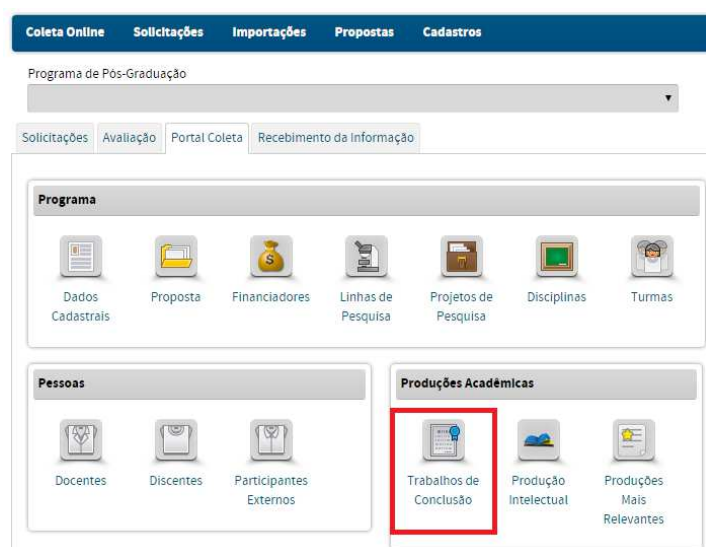 Coleta Online Solicitações Importações Propostas Cadastros
Programa de Pós-Graduação
Solicitações Avaliação Portal Coleta Recebimento da Informação
Programa
Dados Cadastrais
Proposta
Financiadores
Linhas de Pesquisa
Projetos de Pesquisa
Disciplinas
Turmas
Pessoas
Docentes
Discentes
Participantes Externos
Produções Acadêmicas
Trabalhos de Conclusão
Produção Intelectual
Produções Mais Relevantes